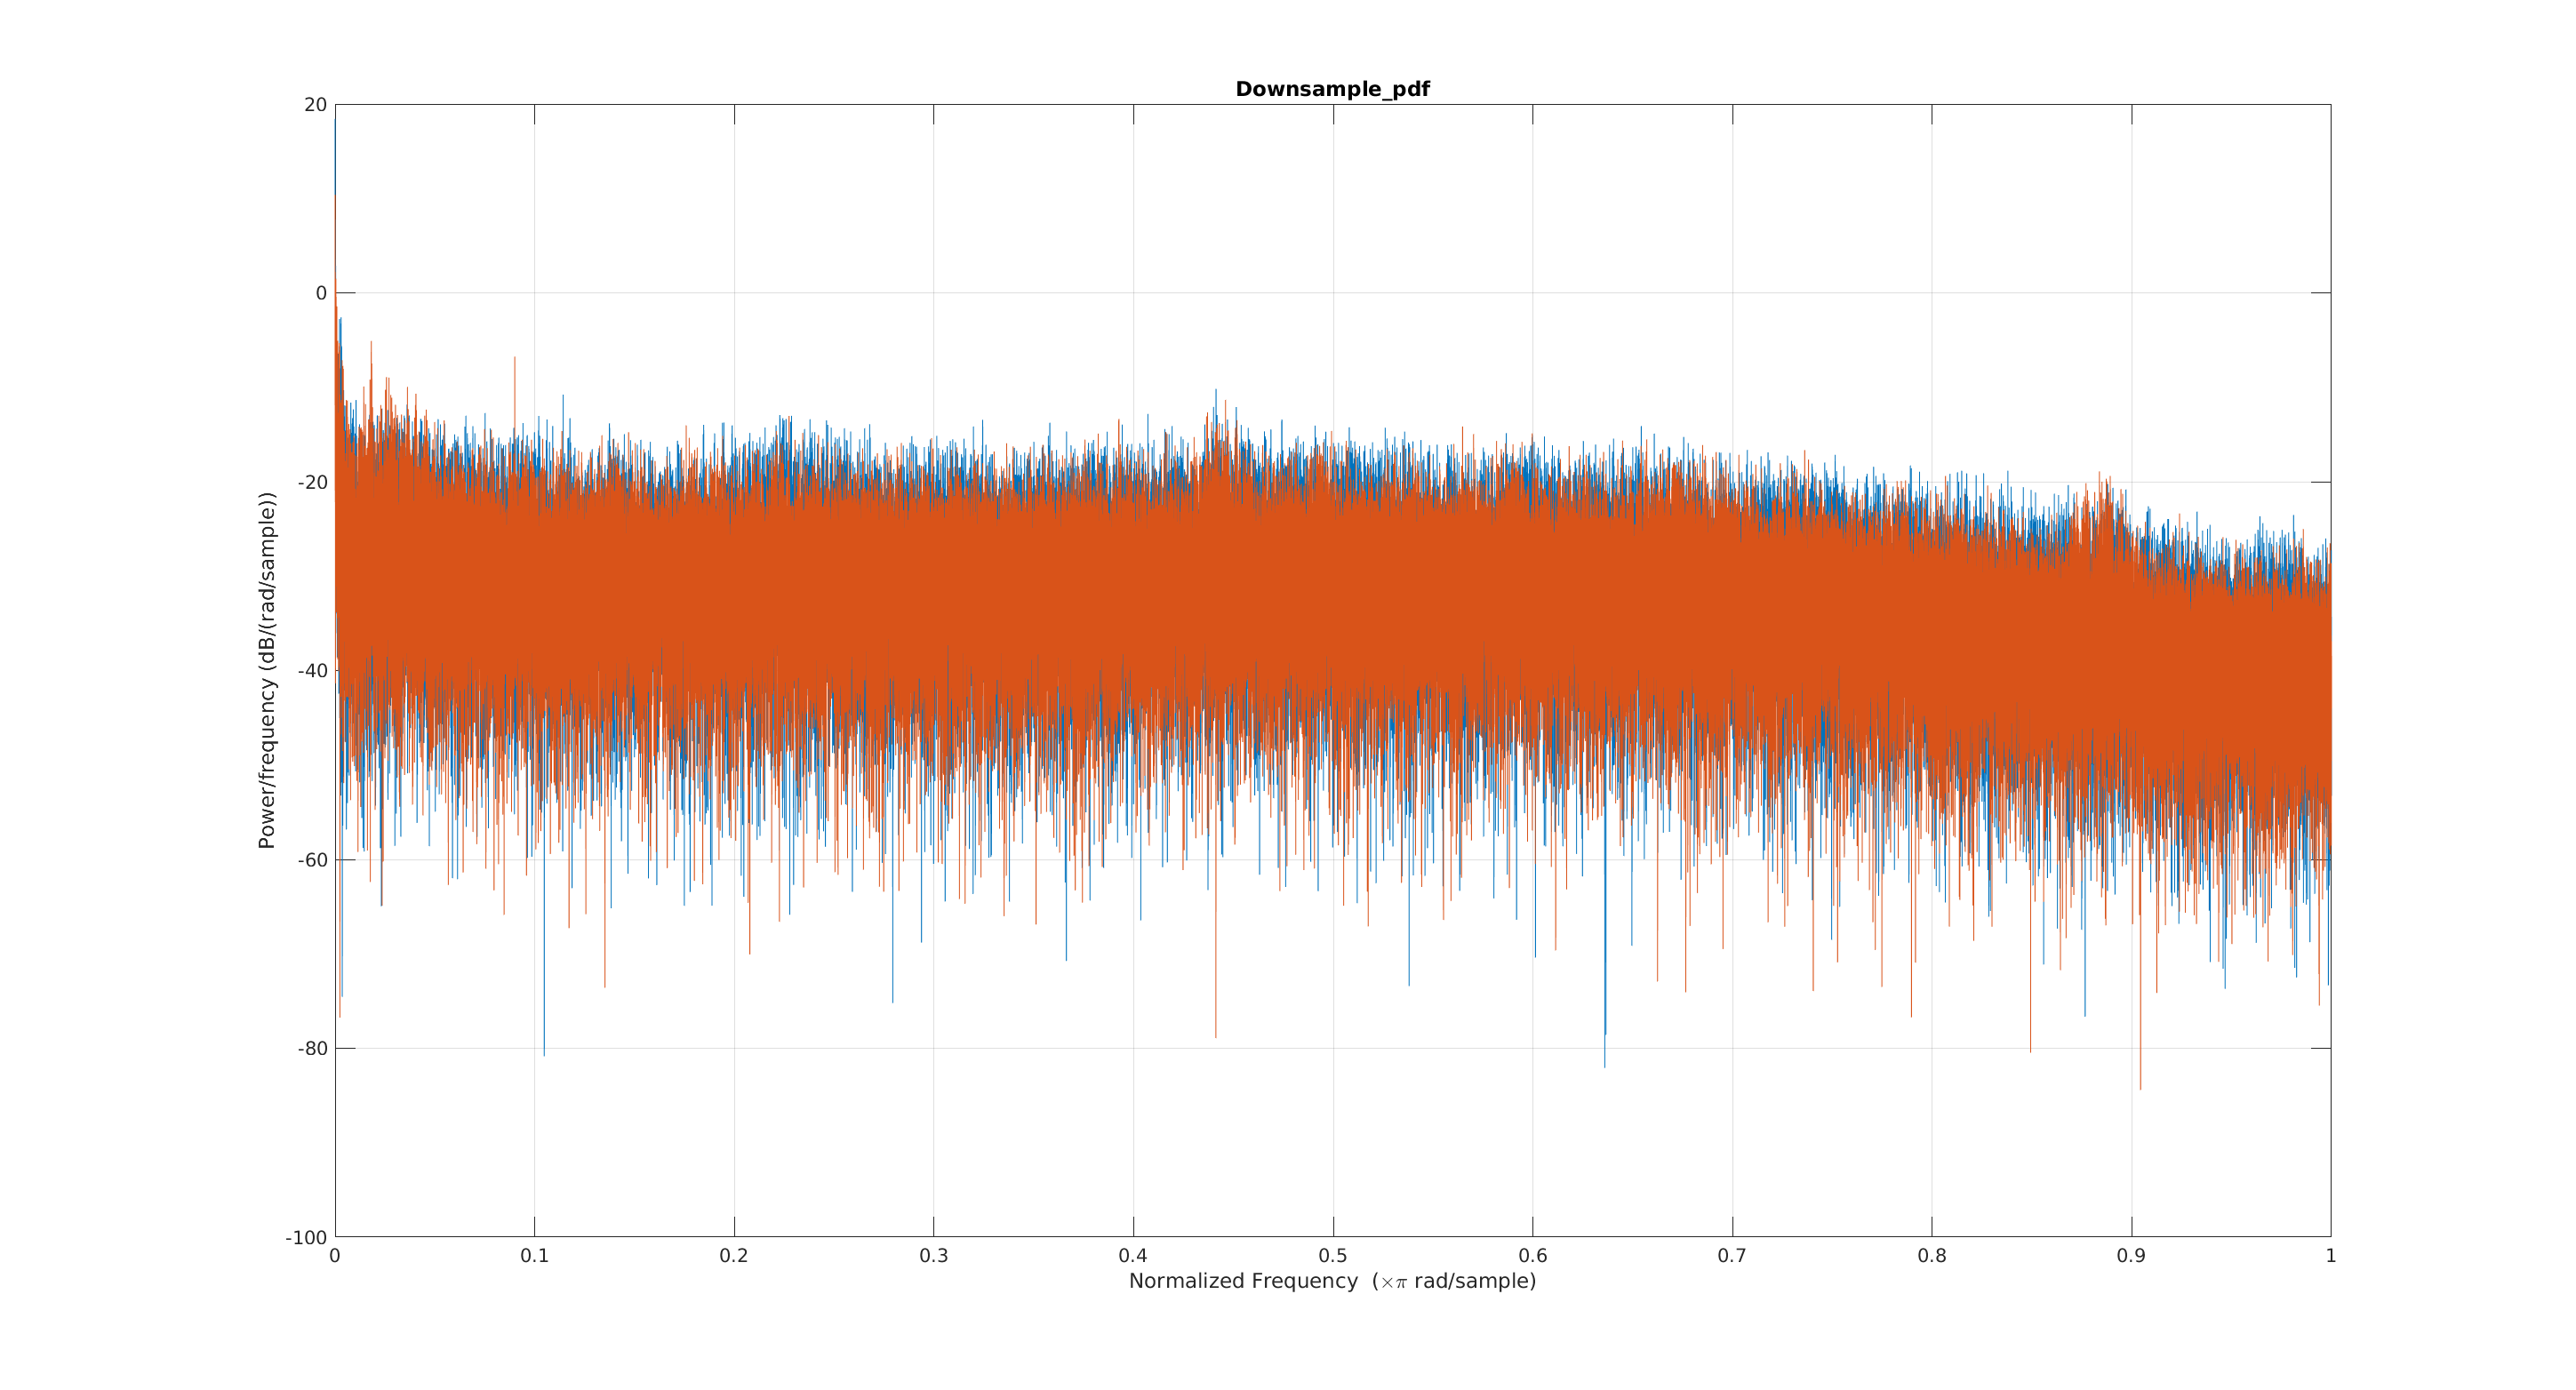 Downsample_pdf
20
0
-20
-40
-60
-80
-100
Power/frequency (dB/(rad/sample))
0 0.1 0.2 0.3 0.4 0.5 0.6 0.7 0.8 0.9 1
Normalized Frequency (×π rad/sample)